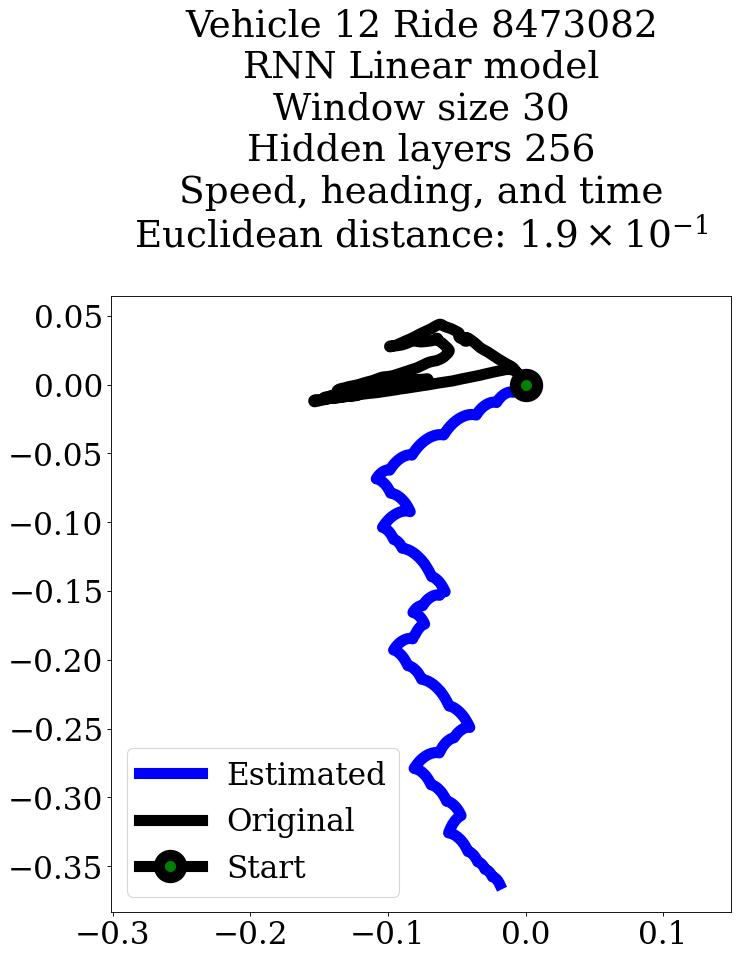 Vehicle 12 Ride 8473082
RNN Linear model
Window size 30
Hidden layers 256
Speed, heading, and time
Euclidean distance: 1.9 × 10⁻¹
0.05
0.00
−0.05
−0.10
−0.15
−0.20
−0.25
−0.30
−0.35
Estimated
Original
Start
−0.3 −0.2 −0.1 0.0 0.1